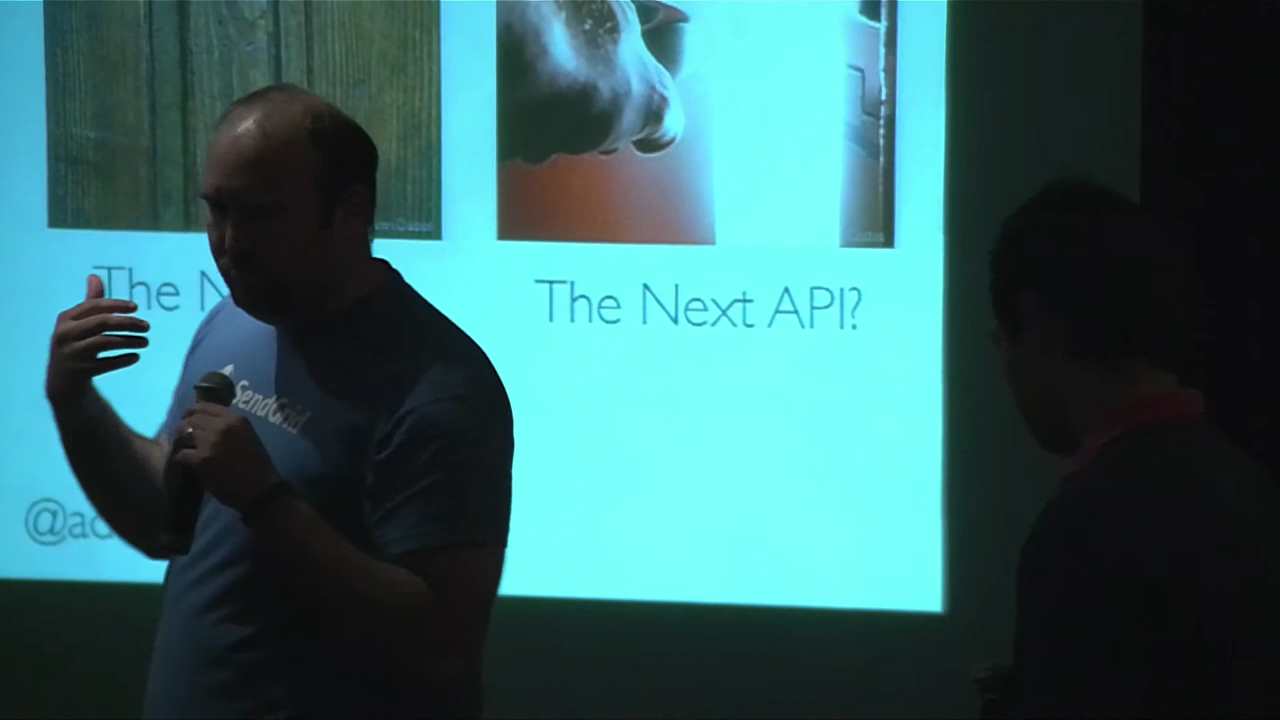 The N
The Next API?
SendGrid
@ad